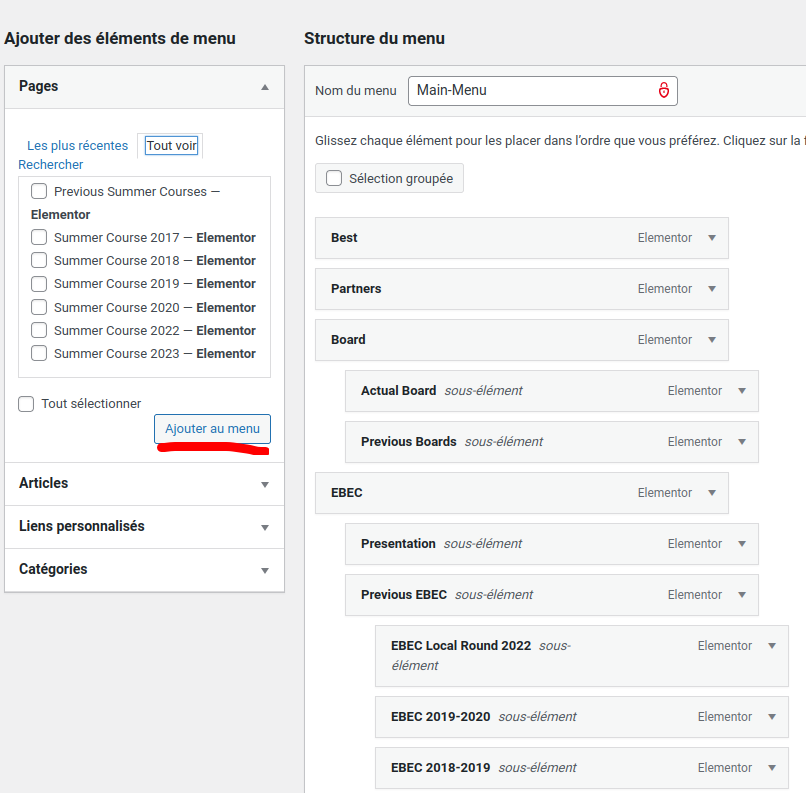 Ajouter des éléments de menu
Pages
Les plus récentes
Tout voir
Rechercher
Previous Summer Courses —
Elementor
Summer Course 2017 — Elementor
Summer Course 2018 — Elementor
Summer Course 2019 — Elementor
Summer Course 2020 — Elementor
Summer Course 2022 — Elementor
Summer Course 2023 — Elementor
Tout sélectionner
Ajouter au menu
Articles
Liens personnalisés
Catégories
Structure du menu
Nom du menu Main-Menu
Glissez chaque élément pour les placer dans l’ordre que vous préférez. Cliquez sur la
Sélection groupée
Best Elementor
Partners Elementor
Board Elementor
Actual Board sous-élément Elementor
Previous Boards sous-élément Elementor
EBEC Elementor
Presentation sous-élément Elementor
Previous EBEC sous-élément Elementor
EBEC Local Round 2022 sous- Elementor
élément
EBEC 2019-2020 sous-élément Elementor
EBEC 2018-2019 sous-élément Elementor